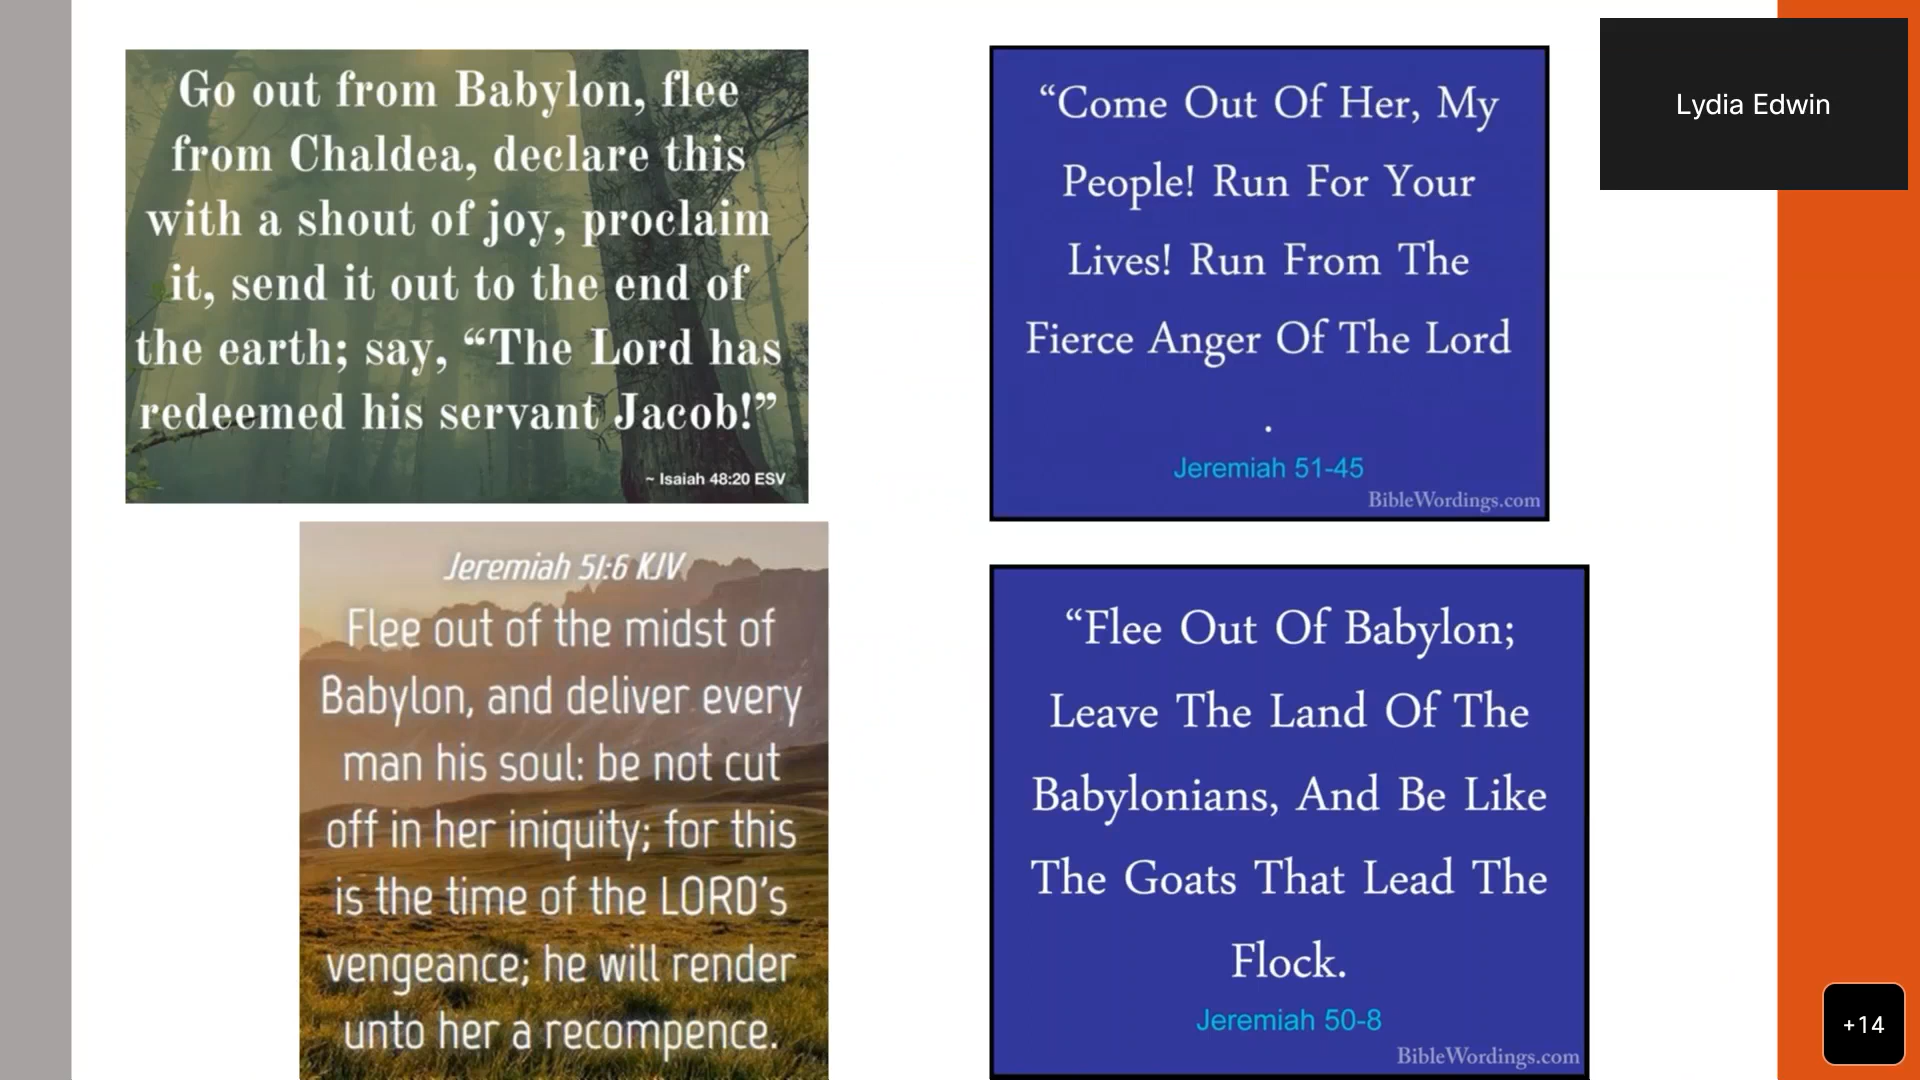 Go out from Babylon, flee
from Chaldea, declare this
with a shout of joy, proclaim
it, send it out to the end of
the earth; say, “The Lord has
redeemed his servant Jacob!”
~ Isaiah 48:20 ESV
“Come Out Of Her, My
People! Run For Your
Lives! Run From The
Fierce Anger Of The Lord
.
Jeremiah 51-45
BibleWordings.com
Lydia Edwin
Jeremiah 51:6 KJV
Flee out of the midst of
Babylon, and deliver every
man his soul: be not cut
off in her iniquity; for this
is the time of the LORD’s
vengeance; he will render
unto her a recompence.
“Flee Out Of Babylon;
Leave The Land Of The
Babylonians, And Be Like
The Goats That Lead The
Flock.
Jeremiah 50-8
BibleWordings.com
+14